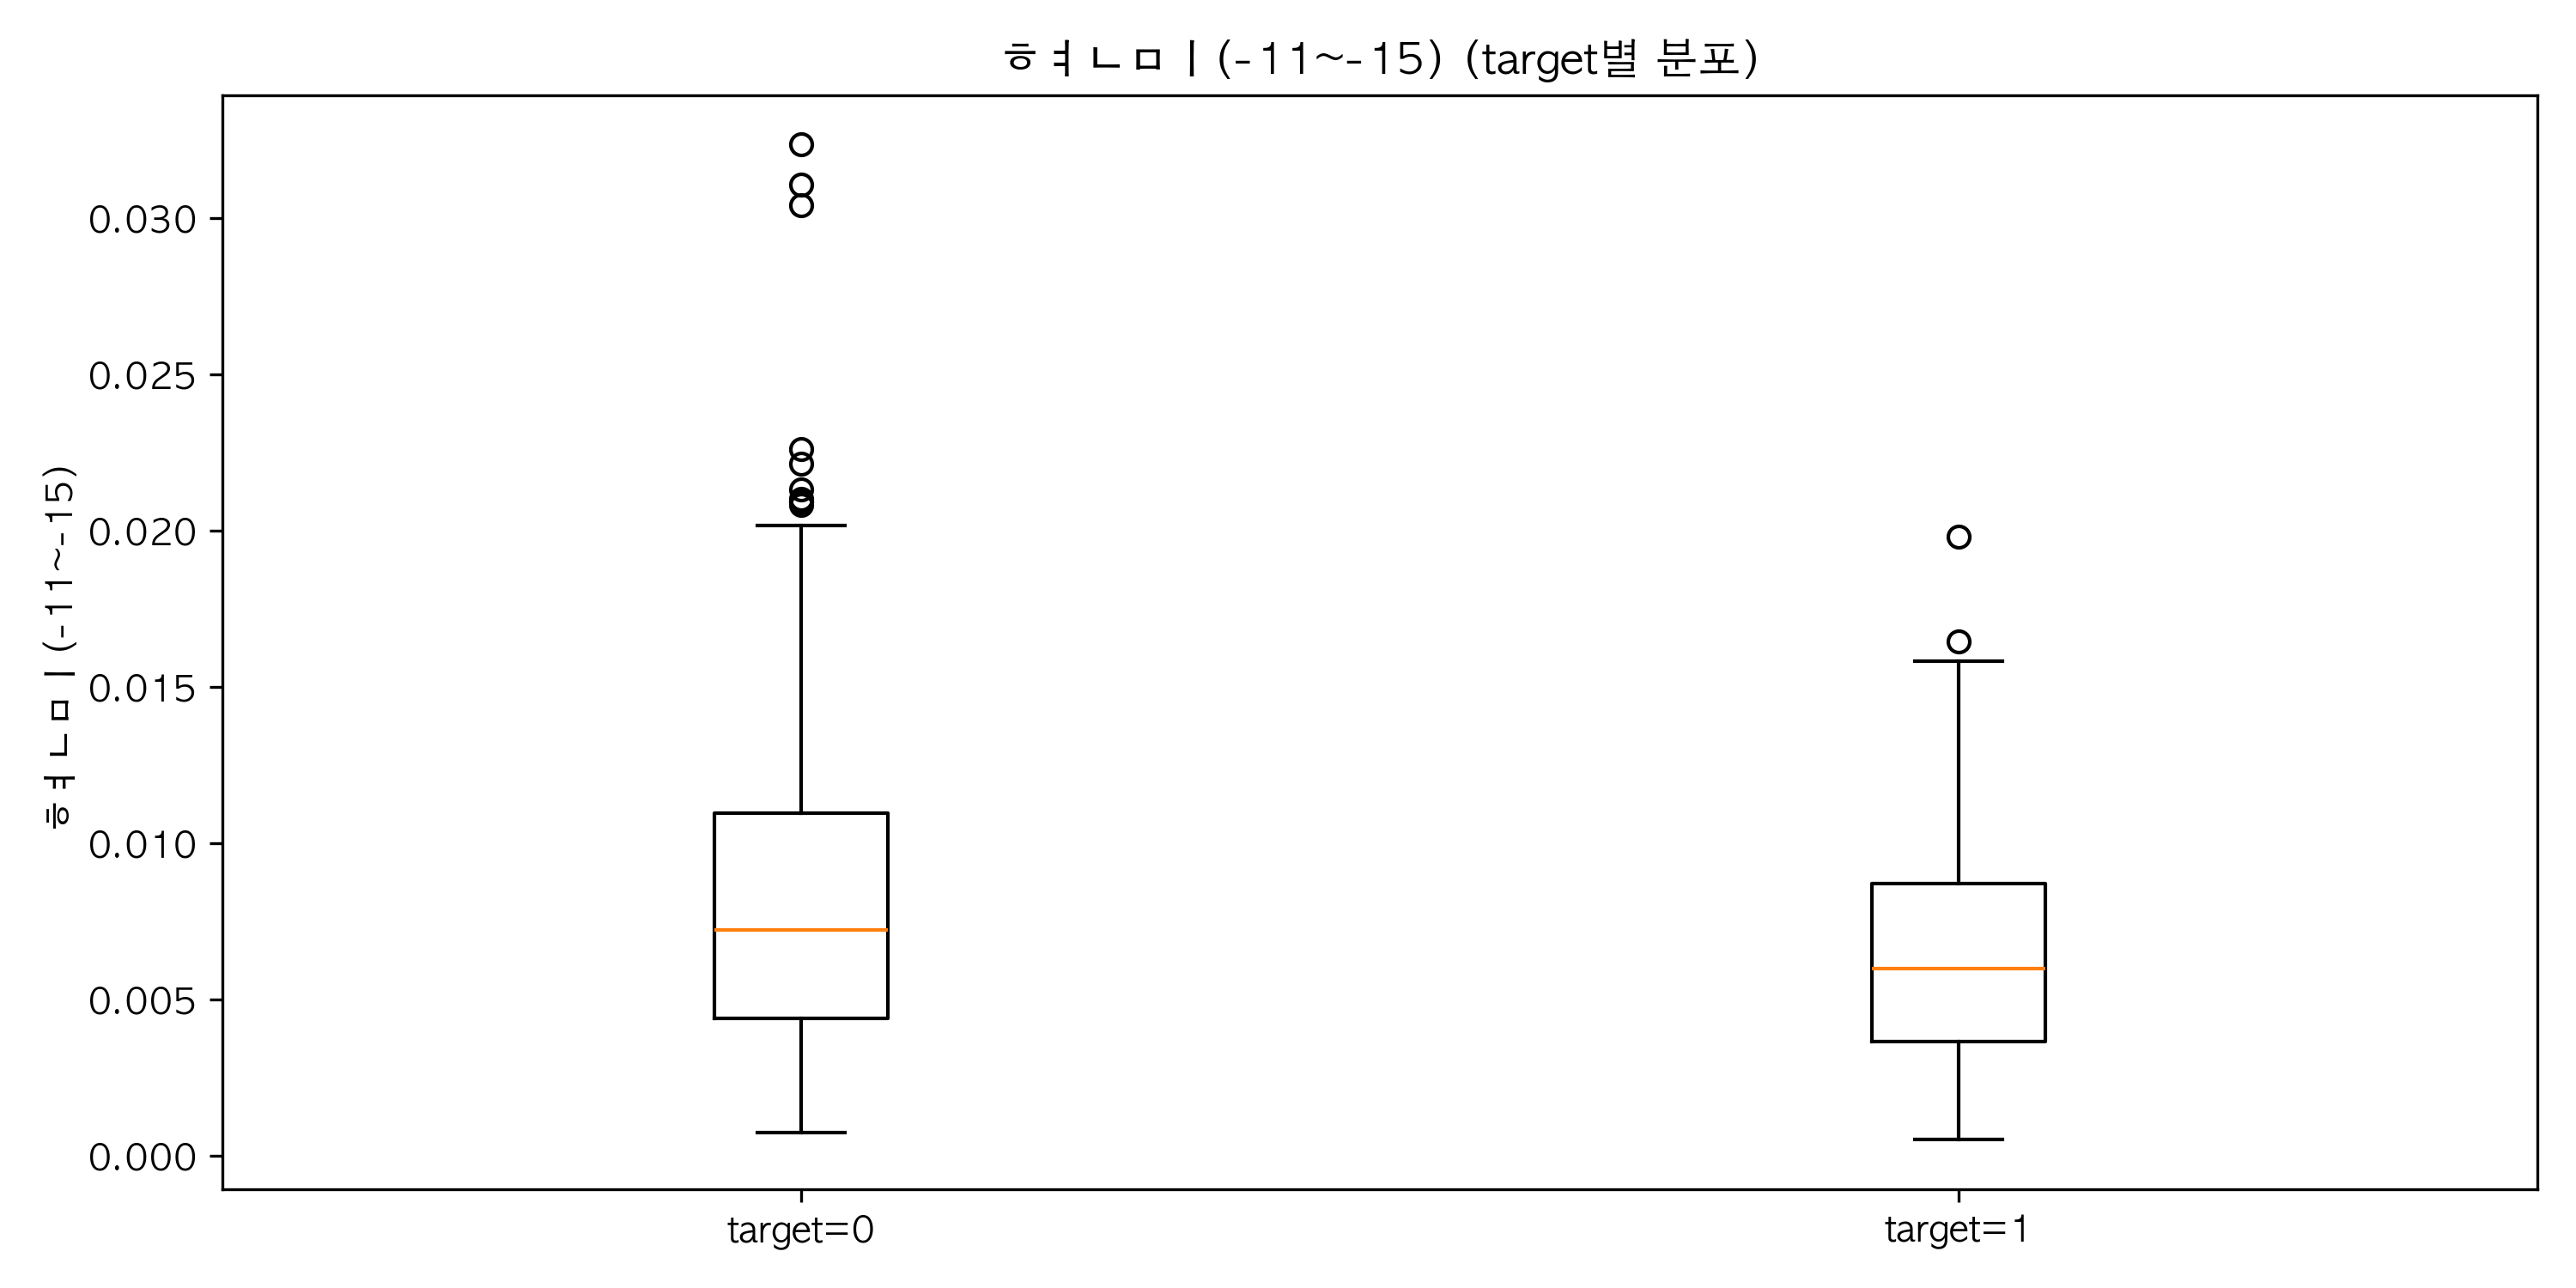 ㅎㅕㄴㅁㅣ(-11~-15) (target별 분포)
ㅎㅕㄴㅁㅣ(-11~-15)
0.030
0.025
0.020
0.015
0.010
0.005
0.000
target=0
target=1